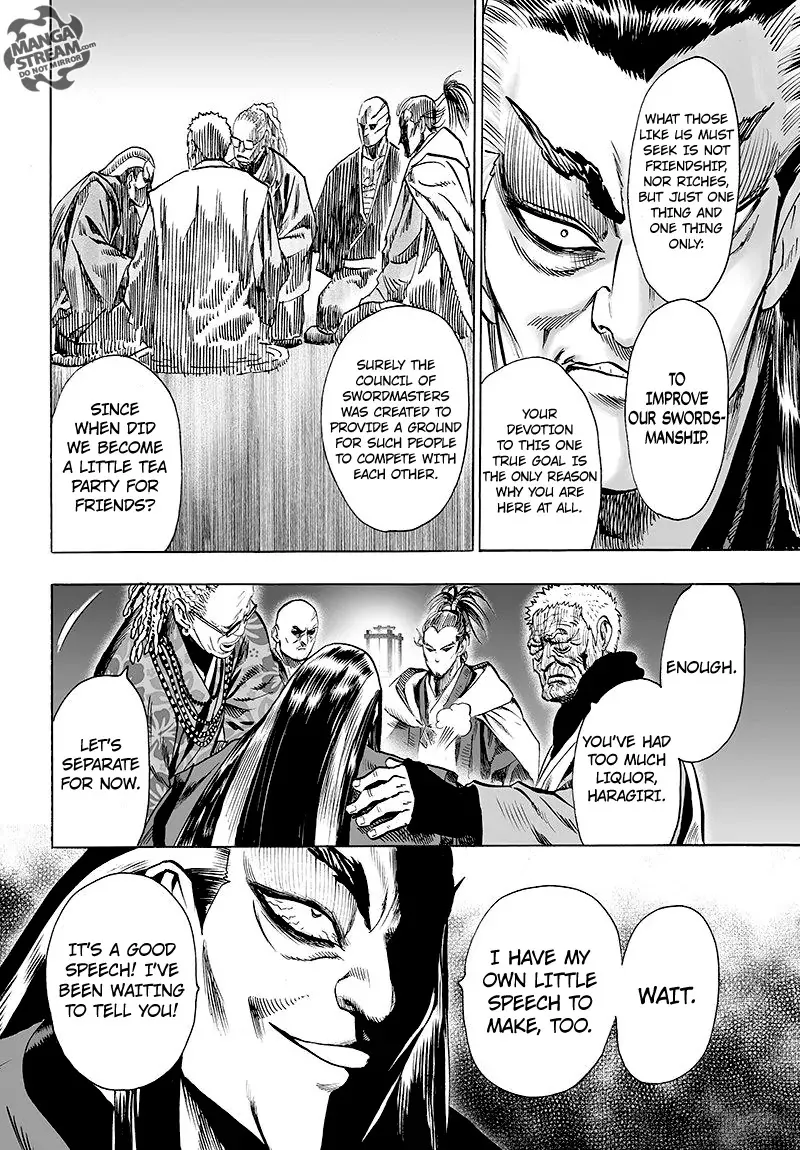 MANGA
STREAM
.COM
DO NOT MIRROR
WHAT THOSE
LIKE US MUST
SEEK IS NOT
FRIENDSHIP,
NOR RICHES,
BUT JUST ONE
THING AND
ONE THING
ONLY:
TO
IMPROVE
OUR SWORDS-
MANSHIP.
YOUR
DEVOTION
TO THIS ONE
TRUE GOAL IS
THE ONLY REASON
WHY YOU ARE
HERE AT ALL.
SURELY THE
COUNCIL OF
SWORDMASTERS
WAS CREATED TO
PROVIDE A GROUND
FOR SUCH PEOPLE
TO COMPETE WITH
EACH OTHER.
SINCE
WHEN DID
WE BECOME
A LITTLE TEA
PARTY FOR
FRIENDS?
ENOUGH.
YOU'VE HAD
TOO MUCH
LIQUOR,
HARAGIRI.
LET'S
SEPARATE
FOR NOW.
WAIT.
I HAVE MY
OWN LITTLE
SPEECH TO
MAKE, TOO.
IT'S A GOOD
SPEECH! I'VE
BEEN WAITING
TO TELL YOU!